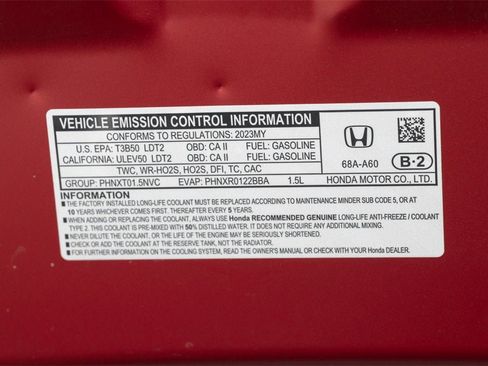 VEHICLE EMISSION CONTROL INFORMATION
CONFORMS TO REGULATIONS: 2023MY
U.S. EPA: T3B50 LDT2 OBD: CA II FUEL: GASOLINE
CALIFORNIA: ULEV50 LDT2 OBD: CA II FUEL: GASOLINE
TWC, WR-HO2S, HO2S, DFI, TC, CAC
GROUP: PHNXT01.5NVC EVAP: PHNXR0122BBA 1.5L
68A-A60
B-2
HONDA MOTOR CO., LTD.
INFORMATION
■ THE FACTORY INSTALLED LONG-LIFE COOLANT MUST BE REPLACED ACCORDING TO MAINTENANCE MINDER SUB CODE 5, OR AT
10 YEARS WHICHEVER COMES FIRST. THEREAFTER EVERY 5 YEARS.
■ WHEN ADDING OR REPLACING COOLANT, ALWAYS USE Honda RECOMMENDED GENUINE LONG-LIFE ANTI-FREEZE / COOLANT
TYPE 2. THIS COOLANT IS PRE-MIXED WITH 50% DISTILLED WATER. IT DOES NOT REQUIRE ANY ADDITIONAL MIXING.
■ NEVER DILUTE THE COOLANT, OR THE LIFE OF THE ENGINE MAY BE SERIOUSLY SHORTENED.
■ CHECK OR ADD COOLANT AT THE RESERVE TANK, NOT THE RADIATOR.
■ FOR FURTHER INFORMATION ON THE COOLING SYSTEM, READ THE OWNER'S MANUAL OR CHECK WITH YOUR Honda DEALER.